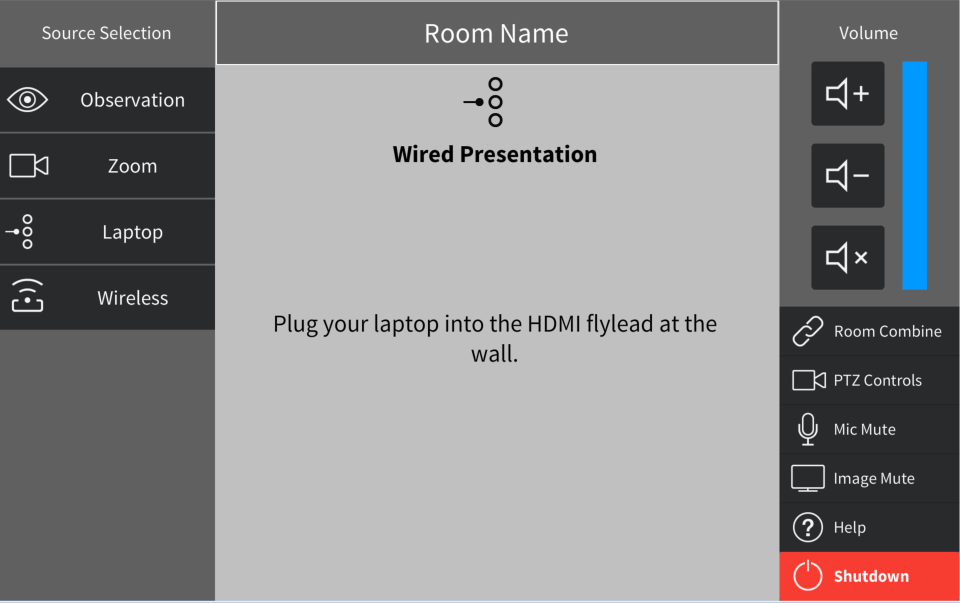 Source Selection
Observation
Zoom
Laptop
Wireless
Room Name
Wired Presentation
Plug your laptop into the HDMI flylead at the
wall.
Volume
Room Combine
PTZ Controls
Mic Mute
Image Mute
Help
Shutdown